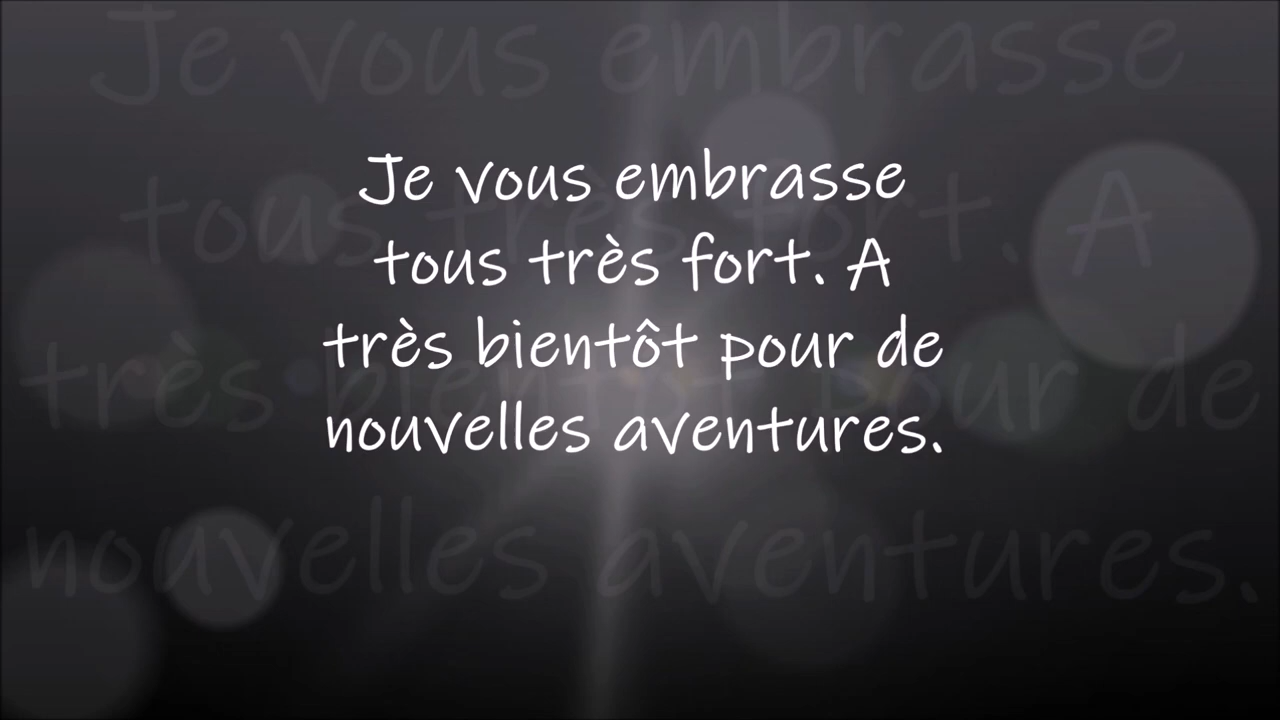 Je vous embrasse
tous très fort. A
très bientôt pour de
nouvelles aventures.